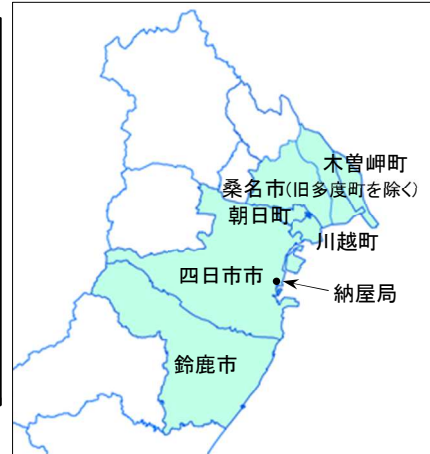 木曽岬町
桑名市(旧多度町を除く)
朝日町
川越町
四日市市
納屋局
鈴鹿市